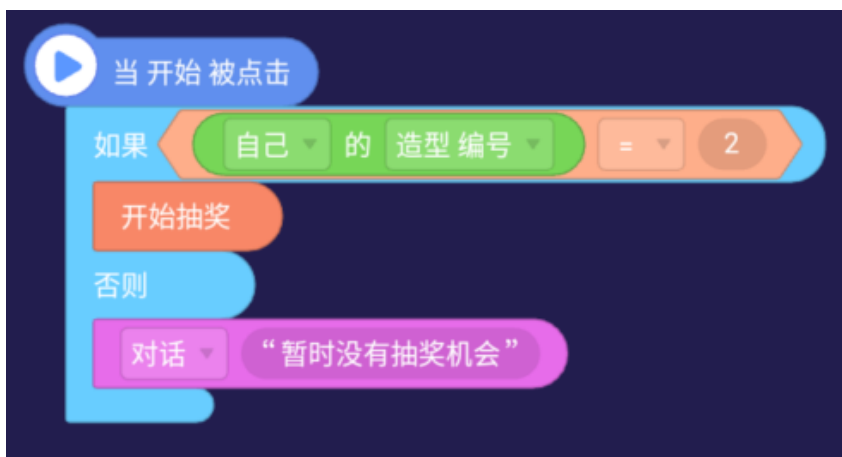 当 开始 被点击
如果 自己 的 造型 编号 = 2
开始抽奖
否则
对话 “暂时没有抽奖机会”